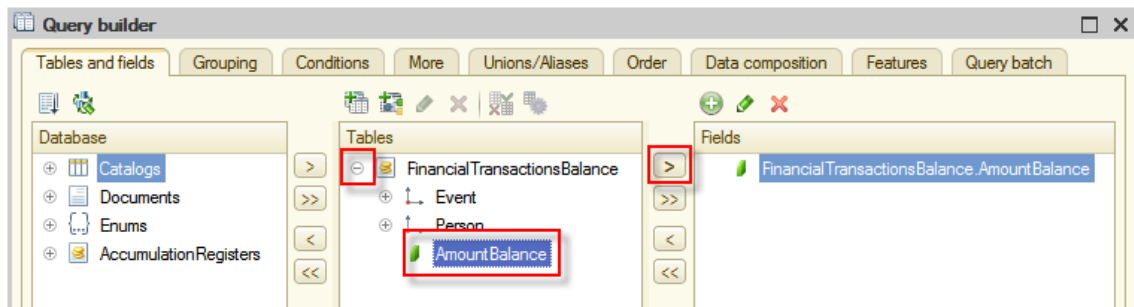 Query builder
Tables and fields Grouping Conditions More Unions/Aliases Order Data composition Features Query batch
Database Tables Fields
Catalogs > FinancialTransactionsBalance > FinancialTransactionsBalance.AmountBalance
Documents >> Event >>
Enums < Person <
AccumulationRegisters << AmountBalance <<